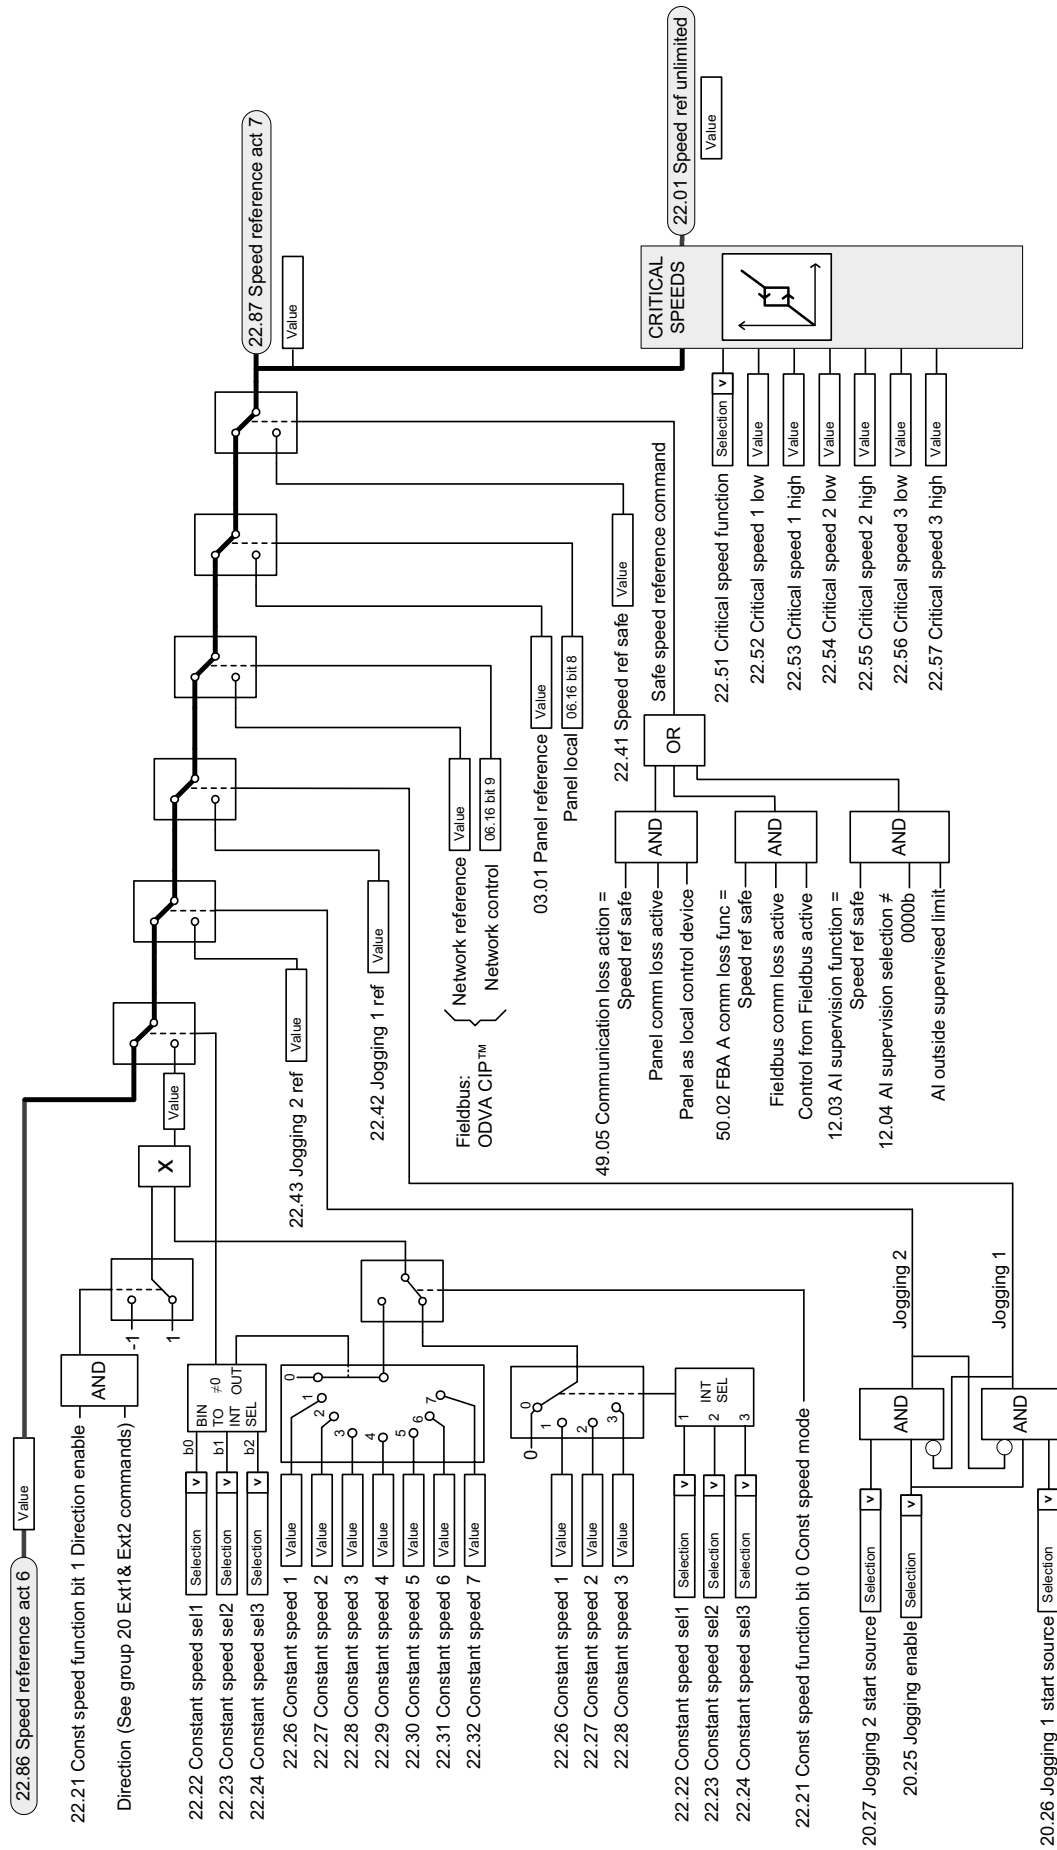 22.86 Speed reference act 6
Value
22.21 Const speed function bit 1 Direction enable
Direction (See group 20 Ext1& Ext2 commands)
AND
-1
1
X
Value
22.87 Speed reference act 7
Value
22.22 Constant speed sel1
Selection
v
b0
22.23 Constant speed sel2
Selection
v
b1
22.24 Constant speed sel3
Selection
v
b2
BIN
TO
INT
SEL
≠0
OUT
22.26 Constant speed 1
Value
22.27 Constant speed 2
Value
22.28 Constant speed 3
Value
22.29 Constant speed 4
Value
22.30 Constant speed 5
Value
22.31 Constant speed 6
Value
22.32 Constant speed 7
Value
0
1
2
3
4
5
6
7
22.26 Constant speed 1
Value
22.27 Constant speed 2
Value
22.28 Constant speed 3
Value
0
0
1
2
3
22.22 Constant speed sel1
Selection
v
22.23 Constant speed sel2
Selection
v
22.24 Constant speed sel3
Selection
v
1
2
3
INT
SEL
22.21 Const speed function bit 0 Const speed mode
20.27 Jogging 2 start source
Selection
v
20.25 Jogging enable
Selection
v
20.26 Jogging 1 start source
Selection
v
AND
AND
Jogging 2
Jogging 1
22.43 Jogging 2 ref
Value
22.42 Jogging 1 ref
Value
Fieldbus:
ODVA CIP™
Network reference
Value
Network control
06.16 bit 9
03.01 Panel reference
Value
Panel local
06.16 bit 8
22.41 Speed ref safe
Value
Safe speed reference command
49.05 Communication loss action =
Speed ref safe
Panel comm loss active
Panel as local control device
AND
50.02 FBA A comm loss func =
Speed ref safe
Fieldbus comm loss active
Control from Fieldbus active
AND
12.03 AI supervision function =
Speed ref safe
12.04 AI supervision selection ≠
0000b
AI outside supervised limit
AND
OR
22.51 Critical speed function
Selection
v
22.52 Critical speed 1 low
Value
22.53 Critical speed 1 high
Value
22.54 Critical speed 2 low
Value
22.55 Critical speed 2 high
Value
22.56 Critical speed 3 low
Value
22.57 Critical speed 3 high
Value
CRITICAL
SPEEDS
22.01 Speed ref unlimited
Value